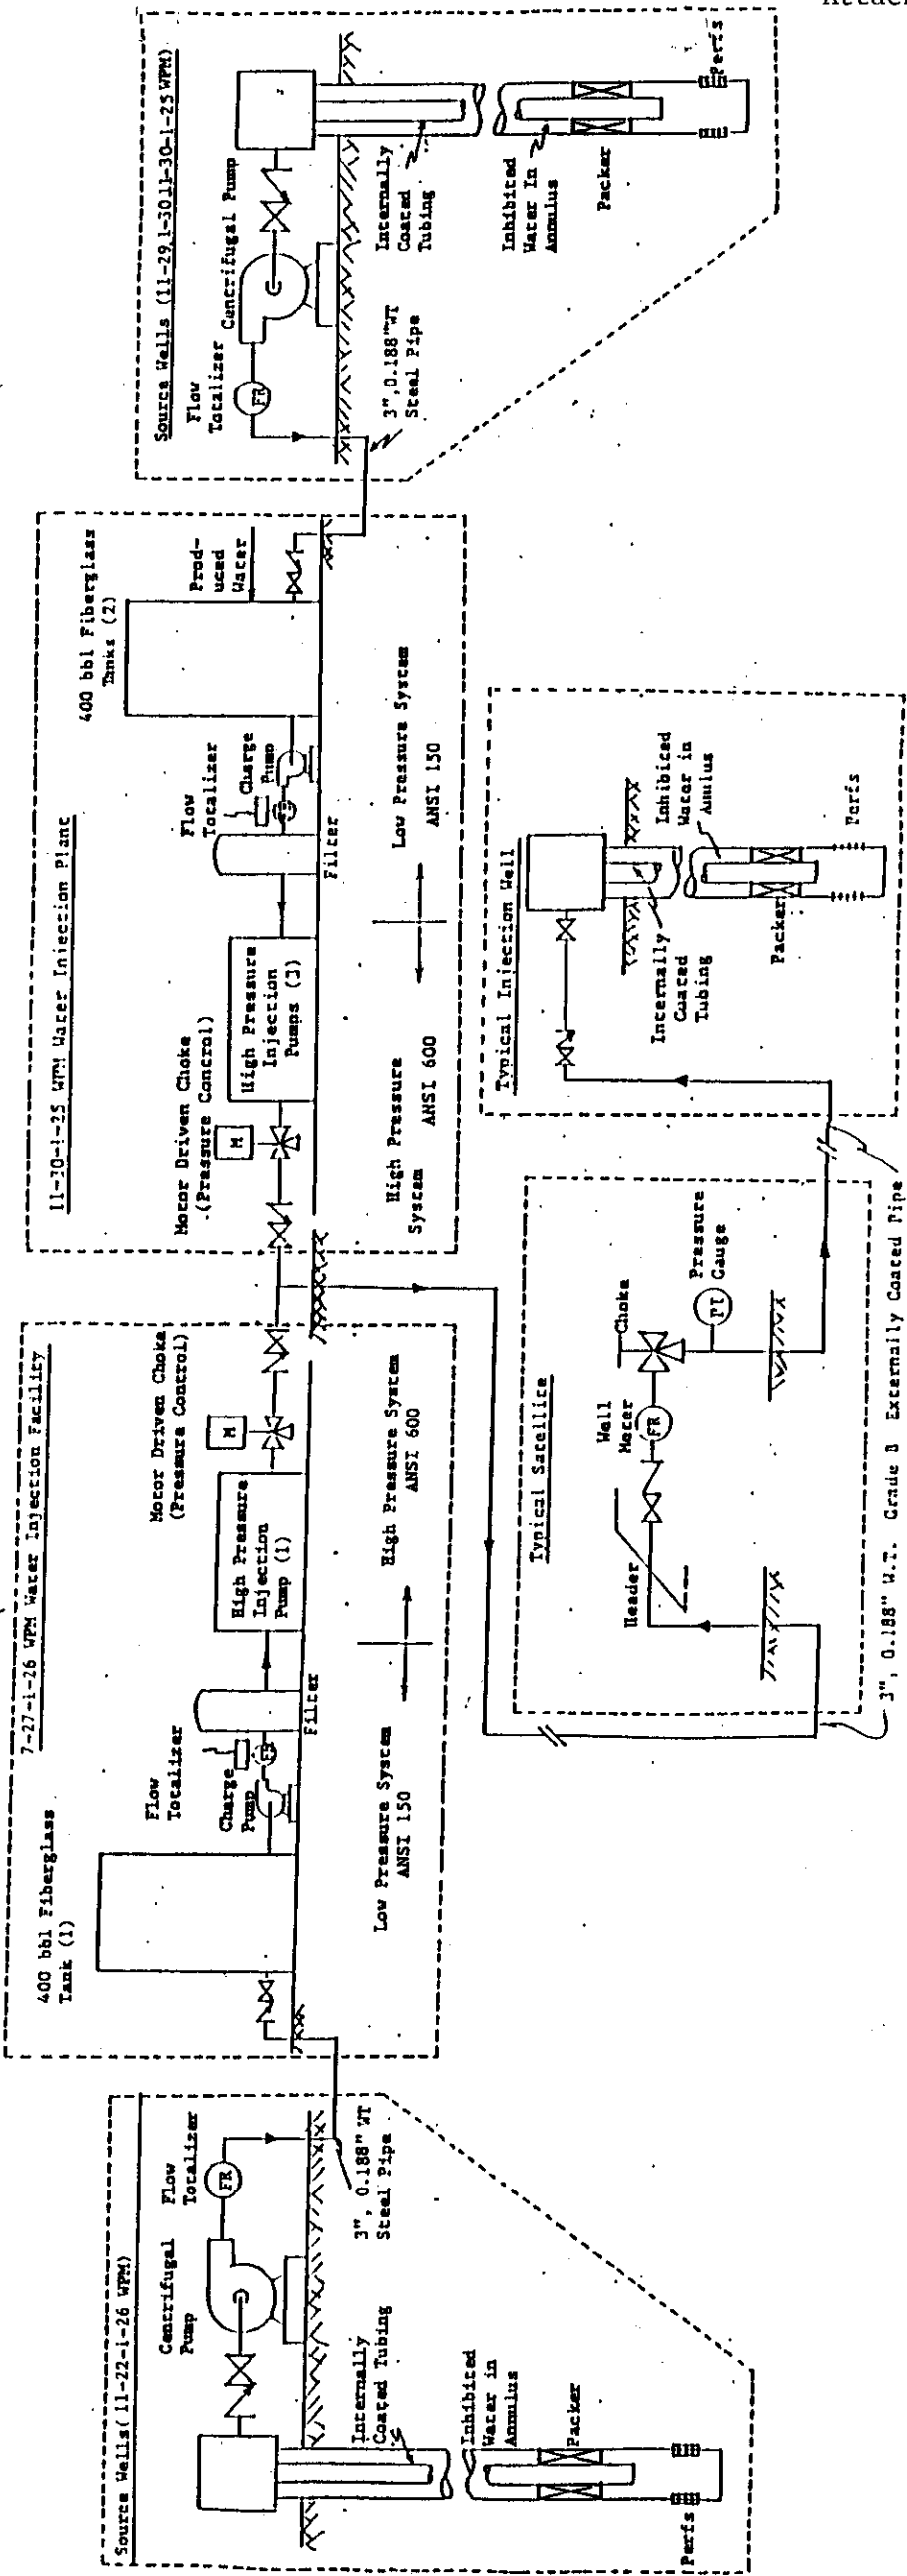 Attach
Source Wells (11-22-1-26 WPM)
Centrifugal
Pump
Flow
Totalizer
FR
3", 0.188" WT
Steel Pipe
Internally
Coated Tubing
Inhibited
Water in
Annulus
Packer
Perfs
7-27-1-26 WPM Water Injection Facility
400 bbl Fiberglass
Tank (1)
Flow
Totalizer
Charge
Pump
FR
Filter
High Pressure
Injection
Pump (1)
M
Motor Driven Choke
(Pressure Control)
Low Pressure System
ANSI 150
High Pressure System
ANSI 600
11-30-1-25 WPM Water Injection Plant
Motor Driven Choke
(Pressure Control)
M
High Pressure
Injection
Pumps (3)
Filter
Flow
Totalizer
Charge
Pump
400 bbl Fiberglass
Tanks (2)
Prod-
uced
Water
High Pressure
System ANSI 600
Low Pressure System
ANSI 150
Source Wells (11-29,1-30,11-30-1-25 WPM)
Flow
Totalizer
FR
Centrifugal Pump
3", 0.188" WT
Steel Pipe
Internally
Coated
Tubing
Inhibited
Water In
Annulus
Packer
Perfs
Typical Satellite
Header
Well
Meter
FR
Choke
PI
Pressure
Gauge
3", 0.188" W.T. Grade B Externally Coated Pipe
Typical Injection Well
Internally
Coated
Tubing
Packer
Inhibited
Water in
Annulus
Perfs